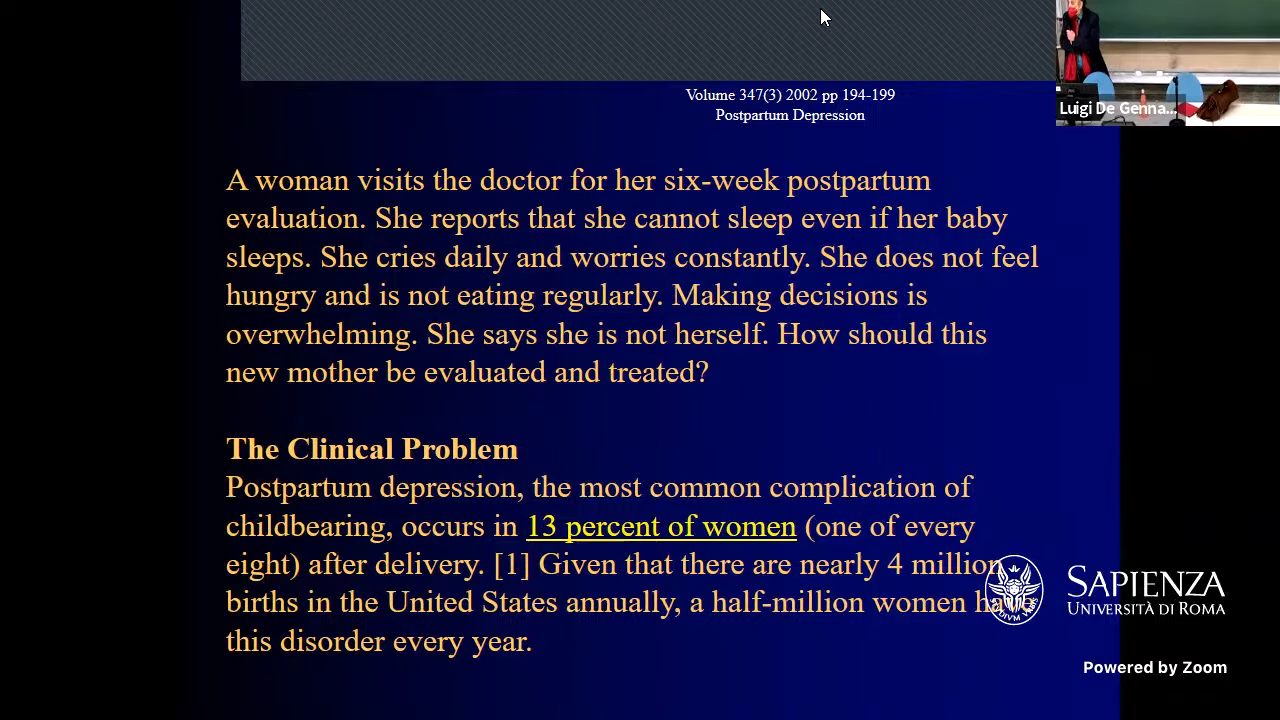 Volume 347(3) 2002 pp 194-199
Postpartum Depression
Luigi De Genna...
A woman visits the doctor for her six-week postpartum
evaluation. She reports that she cannot sleep even if her baby
sleeps. She cries daily and worries constantly. She does not feel
hungry and is not eating regularly. Making decisions is
overwhelming. She says she is not herself. How should this
new mother be evaluated and treated?
The Clinical Problem
Postpartum depression, the most common complication of
childbearing, occurs in 13 percent of women (one of every
eight) after delivery. [1] Given that there are nearly 4 million
births in the United States annually, a half-million women
this disorder every year.
SAPIENZA
UNIVERSITÀ DI ROMA
Powered by Zoom